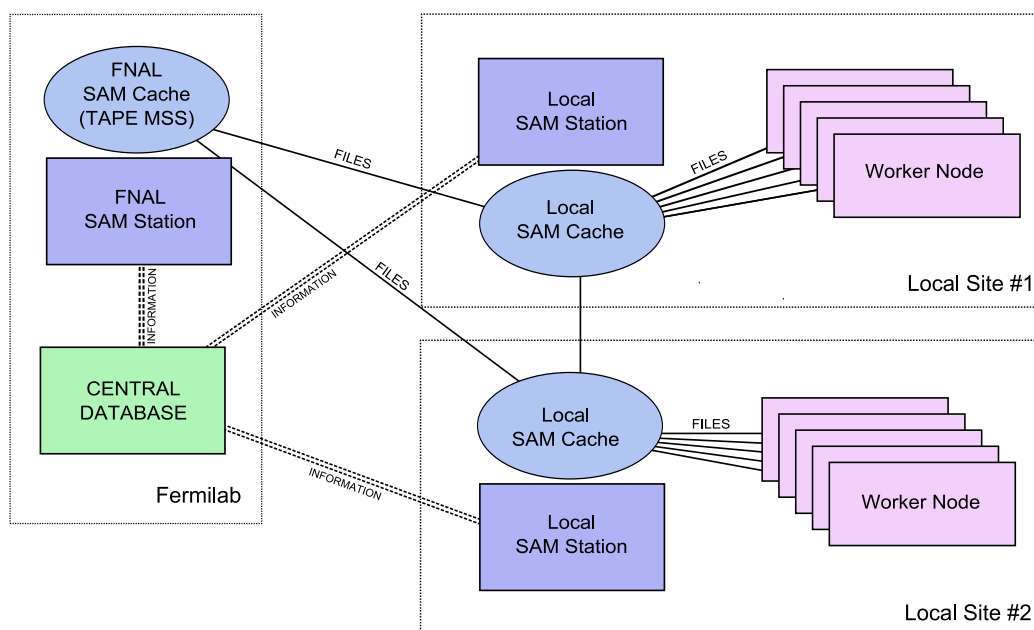 FNAL
SAM Cache
(TAPE MSS)
FNAL
SAM Station
INFORMATION
CENTRAL
DATABASE
Fermilab
FILES
FILES
INFORMATION
INFORMATION
Local
SAM Station
Local
SAM Cache
FILES
Worker Node
Local Site #1
Local
SAM Cache
FILES
Local
SAM Station
Worker Node
Local Site #2